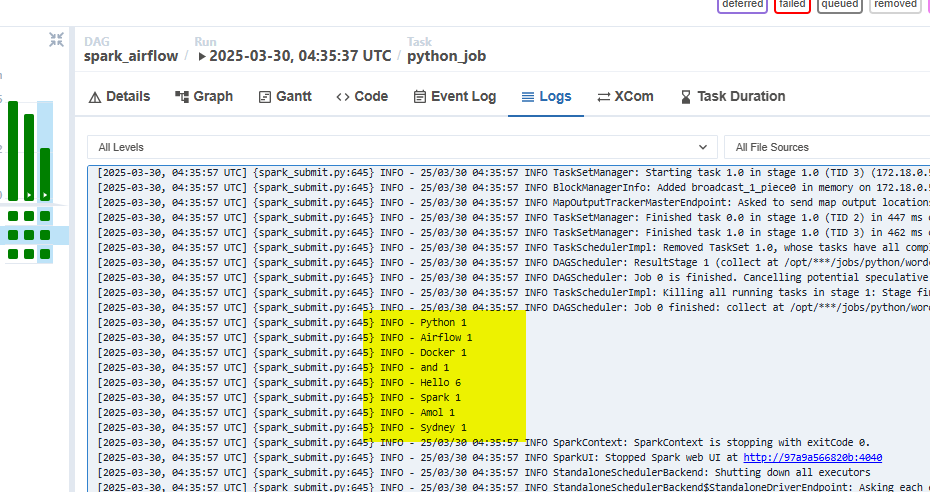 deferred failed queued removed
DAG Run Task
spark_airflow / 2025-03-30, 04:35:37 UTC / python_job
Details Graph Gantt Code Event Log Logs XCom Task Duration
All Levels All File Sources
[2025-03-30, 04:35:57 UTC] {spark_submit.py:645} INFO - 25/03/30 04:35:57 INFO TaskSetManager: Starting task 1.0 in stage 1.0 (TID 3) (172.18.0.
[2025-03-30, 04:35:57 UTC] {spark_submit.py:645} INFO - 25/03/30 04:35:57 INFO BlockManagerInfo: Added broadcast_1_piece0 in memory on 172.18.0.
[2025-03-30, 04:35:57 UTC] {spark_submit.py:645} INFO - 25/03/30 04:35:57 INFO MapOutputTrackerMasterEndpoint: Asked to send map output
[2025-03-30, 04:35:57 UTC] {spark_submit.py:645} INFO - 25/03/30 04:35:57 INFO TaskSetManager: Finished task 0.0 in stage 1.0 (TID 2) in 447 ms
[2025-03-30, 04:35:57 UTC] {spark_submit.py:645} INFO - 25/03/30 04:35:57 INFO TaskSetManager: Finished task 1.0 in stage 1.0 (TID 3) in 462 ms
[2025-03-30, 04:35:57 UTC] {spark_submit.py:645} INFO - 25/03/30 04:35:57 INFO TaskSchedulerImpl: Removed TaskSet 1.0, whose tasks have all compl
[2025-03-30, 04:35:57 UTC] {spark_submit.py:645} INFO - 25/03/30 04:35:57 INFO DAGScheduler: ResultStage 1 (collect at /opt/***/jobs/python/wordc
[2025-03-30, 04:35:57 UTC] {spark_submit.py:645} INFO - 25/03/30 04:35:57 INFO DAGScheduler: Job 0 is finished. Cancelling potential speculative
[2025-03-30, 04:35:57 UTC] {spark_submit.py:645} INFO - 25/03/30 04:35:57 INFO TaskSchedulerImpl: Killing all running tasks in stage 1: Stage fin
[2025-03-30, 04:35:57 UTC] {spark_submit.py:645} INFO - 25/03/30 04:35:57 INFO DAGScheduler: Job 0 finished: collect at /opt/***/jobs/python/word
[2025-03-30, 04:35:57 UTC] {spark_submit.py:645} INFO - Python 1
[2025-03-30, 04:35:57 UTC] {spark_submit.py:645} INFO - Airflow 1
[2025-03-30, 04:35:57 UTC] {spark_submit.py:645} INFO - Docker 1
[2025-03-30, 04:35:57 UTC] {spark_submit.py:645} INFO - and 1
[2025-03-30, 04:35:57 UTC] {spark_submit.py:645} INFO - Hello 6
[2025-03-30, 04:35:57 UTC] {spark_submit.py:645} INFO - Spark 1
[2025-03-30, 04:35:57 UTC] {spark_submit.py:645} INFO - Amol 1
[2025-03-30, 04:35:57 UTC] {spark_submit.py:645} INFO - Sydney 1
[2025-03-30, 04:35:57 UTC] {spark_submit.py:645} INFO - 25/03/30 04:35:57 INFO SparkContext: SparkContext is stopping with exitCode 0.
[2025-03-30, 04:35:57 UTC] {spark_submit.py:645} INFO - 25/03/30 04:35:57 INFO SparkUI: Stopped Spark web UI at http://97a9a566820b:4040
[2025-03-30, 04:35:57 UTC] {spark_submit.py:645} INFO - 25/03/30 04:35:57 INFO StandaloneSchedulerBackend: Shutting down all executors
[2025-03-30, 04:35:57 UTC] {spark_submit.py:645} INFO - 25/03/30 04:35:57 INFO StandaloneSchedulerBackend$StandaloneDriverEndpoint: Asking each